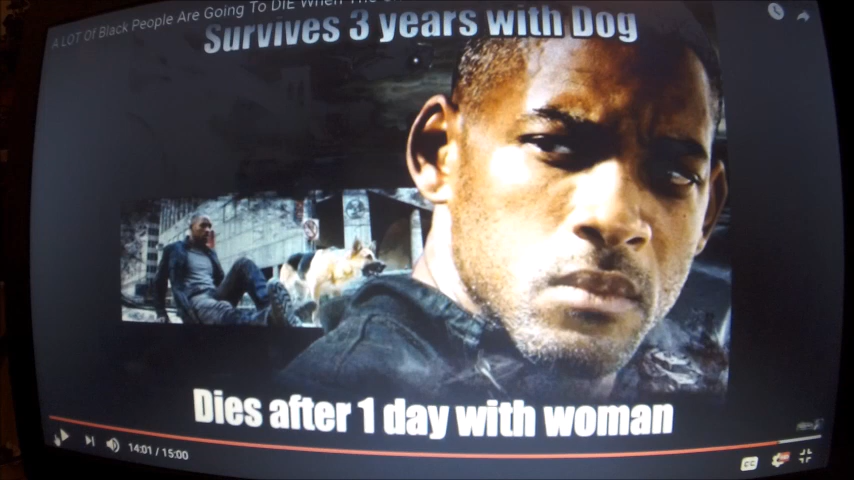 A LOT Of Black People Are Going To DIE When The
Survives 3 years with Dog
Dies after 1 day with woman
14:01 / 15:00
CC